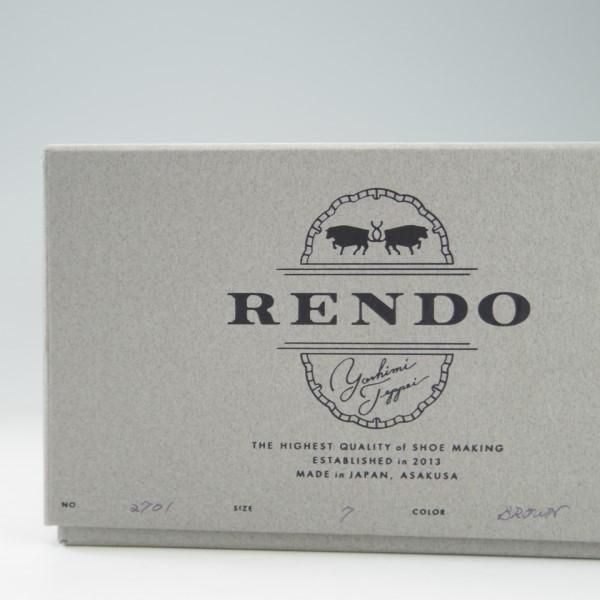 RENDO
Yoshimi
Teppei
THE HIGHEST QUALITY of SHOE MAKING
ESTABLISHED in 2013
MADE in JAPAN, ASAKUSA
NO. 2701 SIZE 7 COLOR BROWN